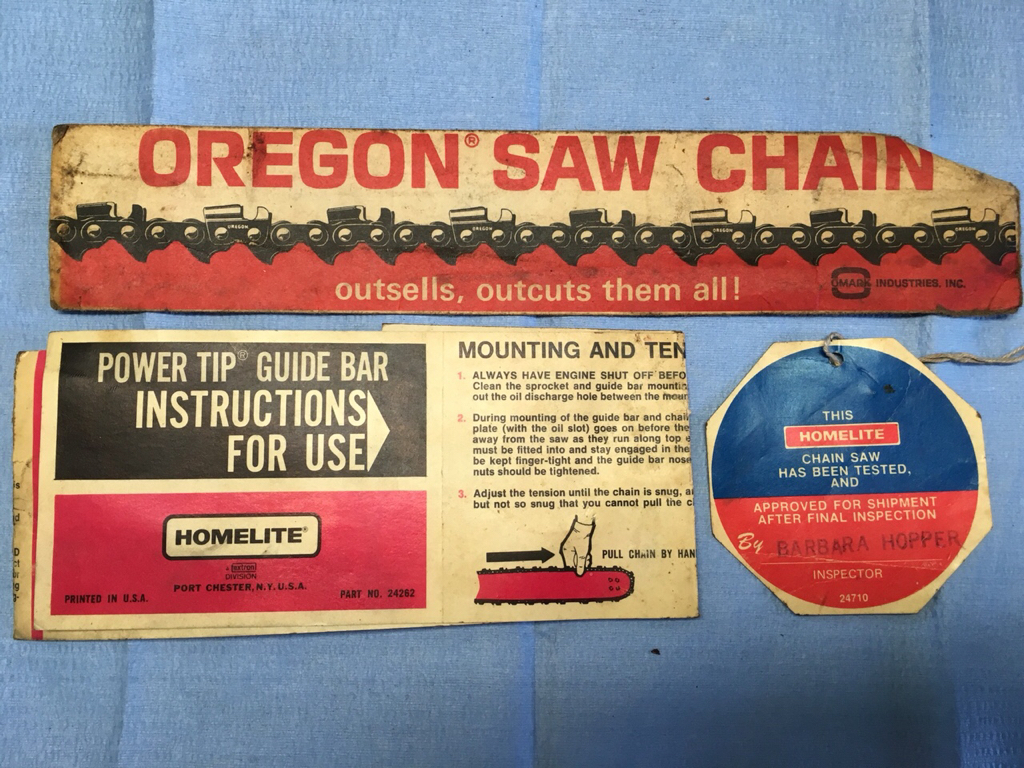 OREGON® SAW CHAIN
OREGON OREGON OREGON OREGON
outsells, outcuts them all!
OMARK INDUSTRIES, INC.
POWER TIP® GUIDE BAR
INSTRUCTIONS
FOR USE
HOMELITE®
a textron
DIVISION
PORT CHESTER, N.Y. U.S.A.
PRINTED IN U.S.A. PART NO. 24262
MOUNTING AND TEN
1. ALWAYS HAVE ENGINE SHUT OFF BEFO
Clean the sprocket and guide bar mountin
out the oil discharge hole between the moun
2. During mounting of the guide bar and chai
plate (with the oil slot) goes on before the
away from the saw as they run along top e
must be fitted into and stay engaged in the
be kept finger-tight and the guide bar nose
nuts should be tightened.
3. Adjust the tension until the chain is snug, a
but not so snug that you cannot pull the c
PULL CHAIN BY HAN
THIS
HOMELITE
CHAIN SAW
HAS BEEN TESTED,
AND
APPROVED FOR SHIPMENT
AFTER FINAL INSPECTION
By BARBARA HOPPER
INSPECTOR
24710